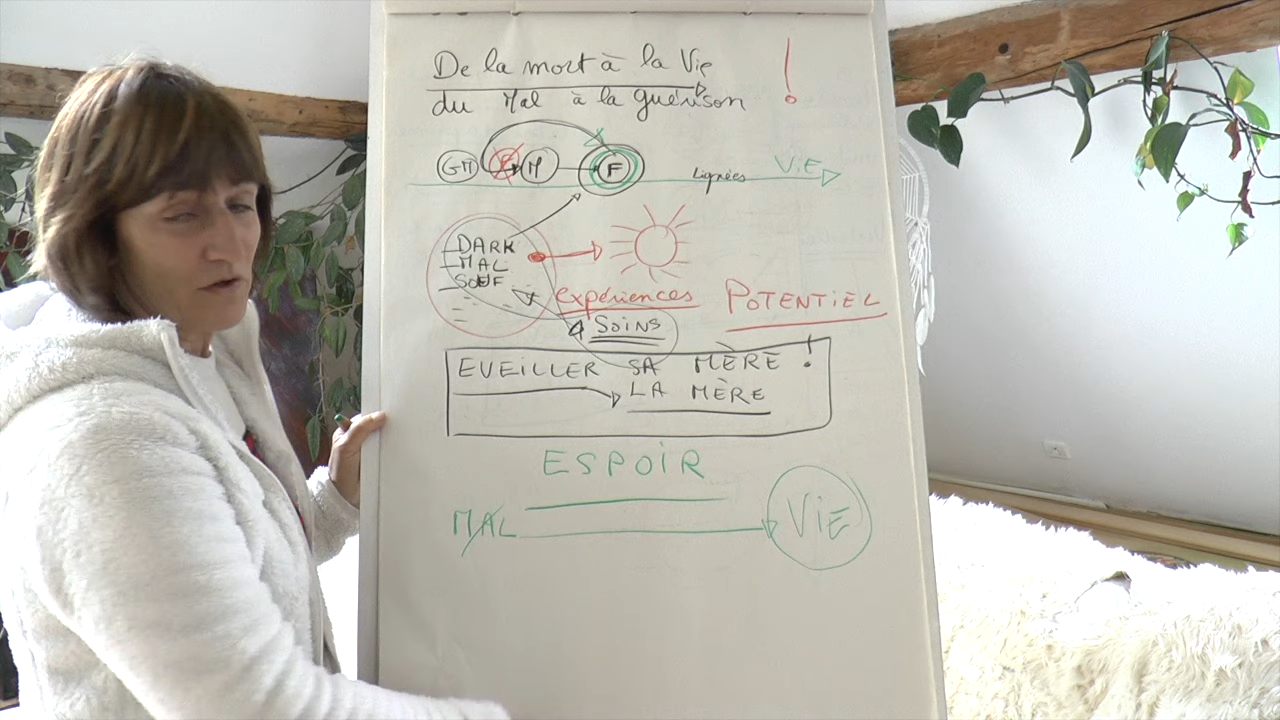 De la mort à la Vie !
du Mal à la guérison
GM M F
Lignées ViE
DARK
MAL
SOUF
expériences POTENTIEL
Soins
EVEILLER SA MÈRE !
LA MÈRE
ESPOIR
MAL ViE